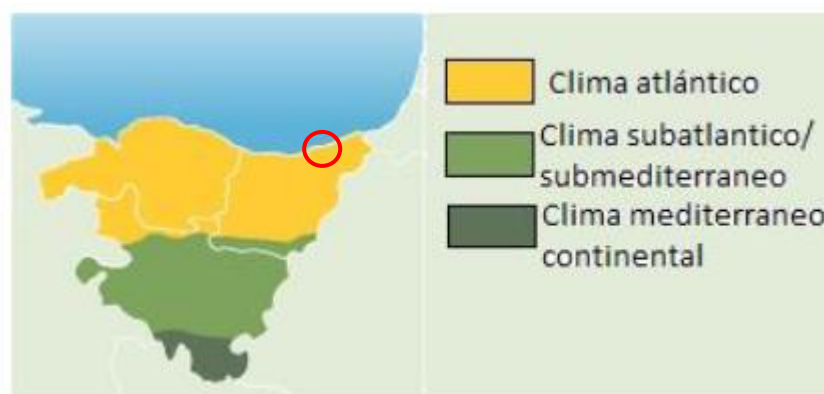 Clima atlántico
Clima subatlantico/
submediterraneo
Clima mediterraneo
continental